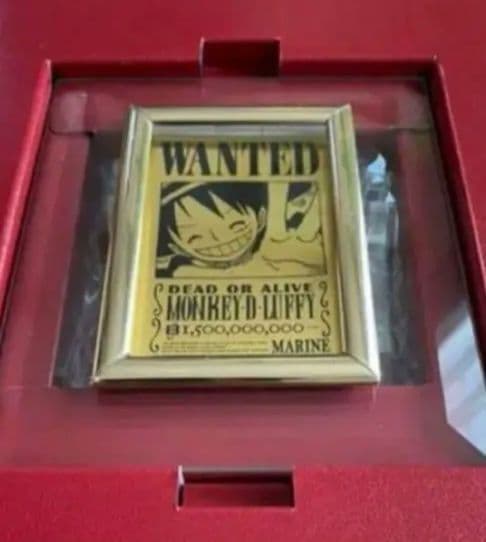 WANTED
DEAD OR ALIVE
MONKEY·D·LUFFY
฿1,500,000,000—
MARINE